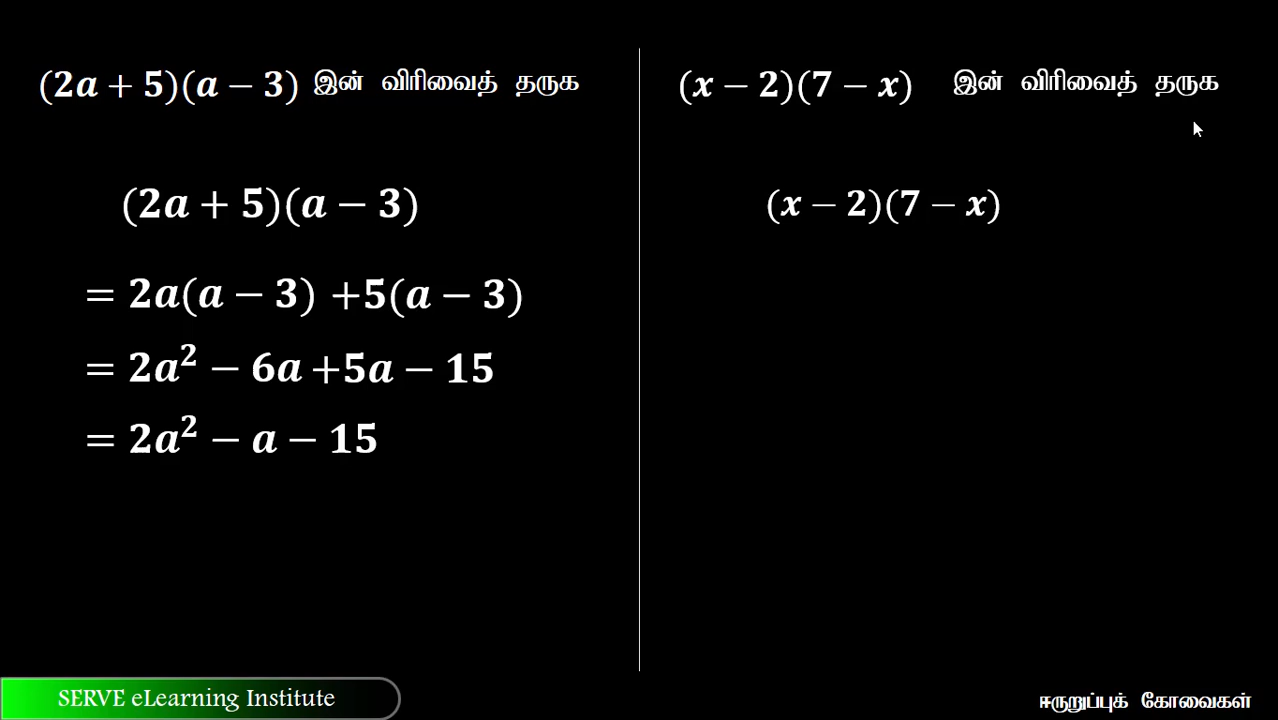 (2a + 5)(a − 3) இன் விரிவைத் தருக
(2a + 5)(a − 3)
= 2a(a − 3) +5(a − 3)
= 2a² − 6a +5a − 15
= 2a² − a − 15
(x − 2)(7 − x) இன் விரிவைத் தருக
(x − 2)(7 − x)
SERVE eLearning Institute
ஈருறுப்புக் கோவைகள்